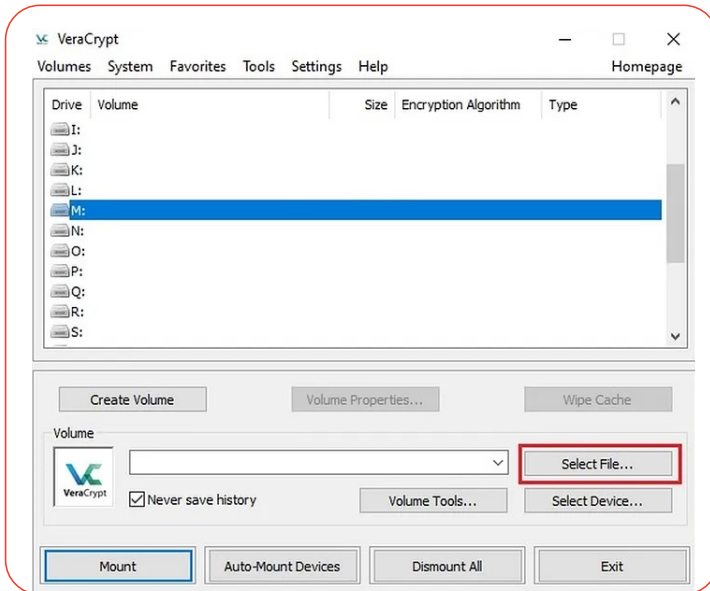 VeraCrypt
Volumes System Favorites Tools Settings Help Homepage
Drive Volume Size Encryption Algorithm Type
I:
J:
K:
L:
M:
N:
O:
P:
Q:
R:
S:
Create Volume Volume Properties... Wipe Cache
Volume
Select File...
VeraCrypt
Never save history Volume Tools... Select Device...
Mount Auto-Mount Devices Dismount All Exit